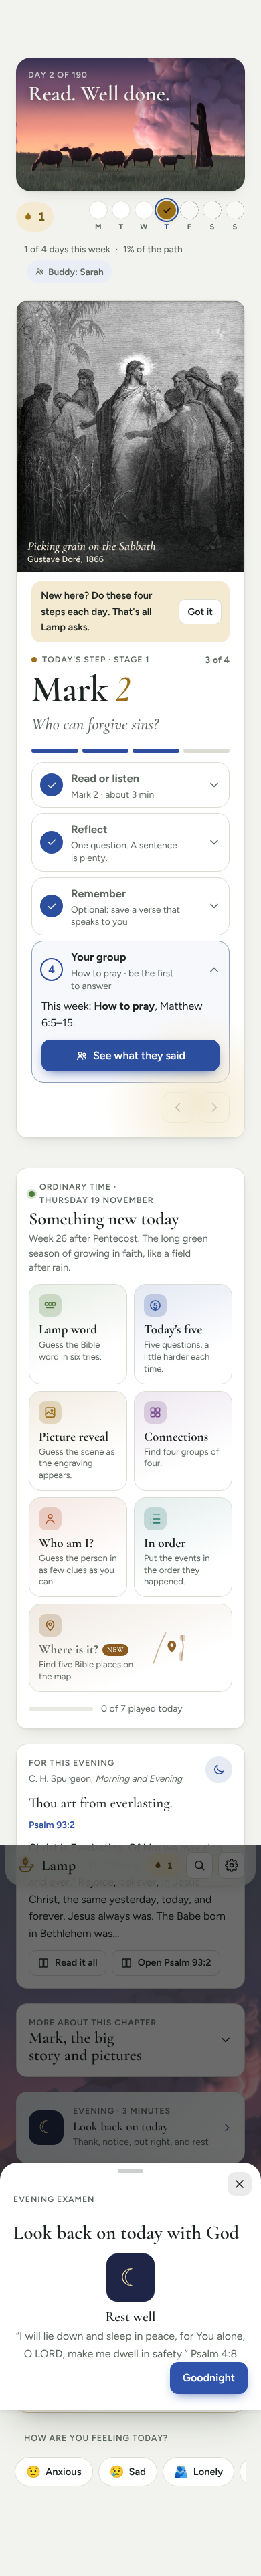 DAY 2 OF 190
Read. Well done.
1
M T W T F S S
1 of 4 days this week · 1% of the path
Buddy: Sarah
Picking grain on the Sabbath
Gustave Doré, 1866
New here? Do these four
steps each day. That's all
Lamp asks.
Got it
TODAY'S STEP · STAGE 1
3 of 4
Mark 2
Who can forgive sins?
Read or listen
Mark 2 · about 3 min
Reflect
One question. A sentence
is plenty.
Remember
Optional: save a verse that
speaks to you
4
Your group
How to pray · be the first
to answer
This week: How to pray, Matthew
6:5–15.
See what they said
ORDINARY TIME ·
THURSDAY 19 NOVEMBER
Something new today
Week 26 after Pentecost. The long green
season of growing in faith, like a field
after rain.
Lamp word
Guess the Bible
word in six tries.
Today's five
Five questions, a
little harder each
time.
Picture reveal
Guess the scene as
the engraving
appears.
Connections
Find four groups of
four.
Who am I?
Guess the person in
as few clues as you
can.
In order
Put the events in
the order they
happened.
Where is it? NEW
Find five Bible places on
the map.
0 of 7 played today
FOR THIS EVENING
C. H. Spurgeon, Morning and Evening
Thou art from everlasting.
Psalm 93:2
Lamp
1
Christ, the same yesterday, today, and
forever. Jesus always was. The Babe born
in Bethlehem was…
Read it all
Open Psalm 93:2
MORE ABOUT THIS CHAPTER
Mark, the big
story and pictures
EVENING · 3 MINUTES
Look back on today
Thank, notice, put right, and rest
EVENING EXAMEN
Look back on today with God
Rest well
“I will lie down and sleep in peace, for You alone,
O LORD, make me dwell in safety.” Psalm 4:8
Goodnight
HOW ARE YOU FEELING TODAY?
Anxious
Sad
Lonely